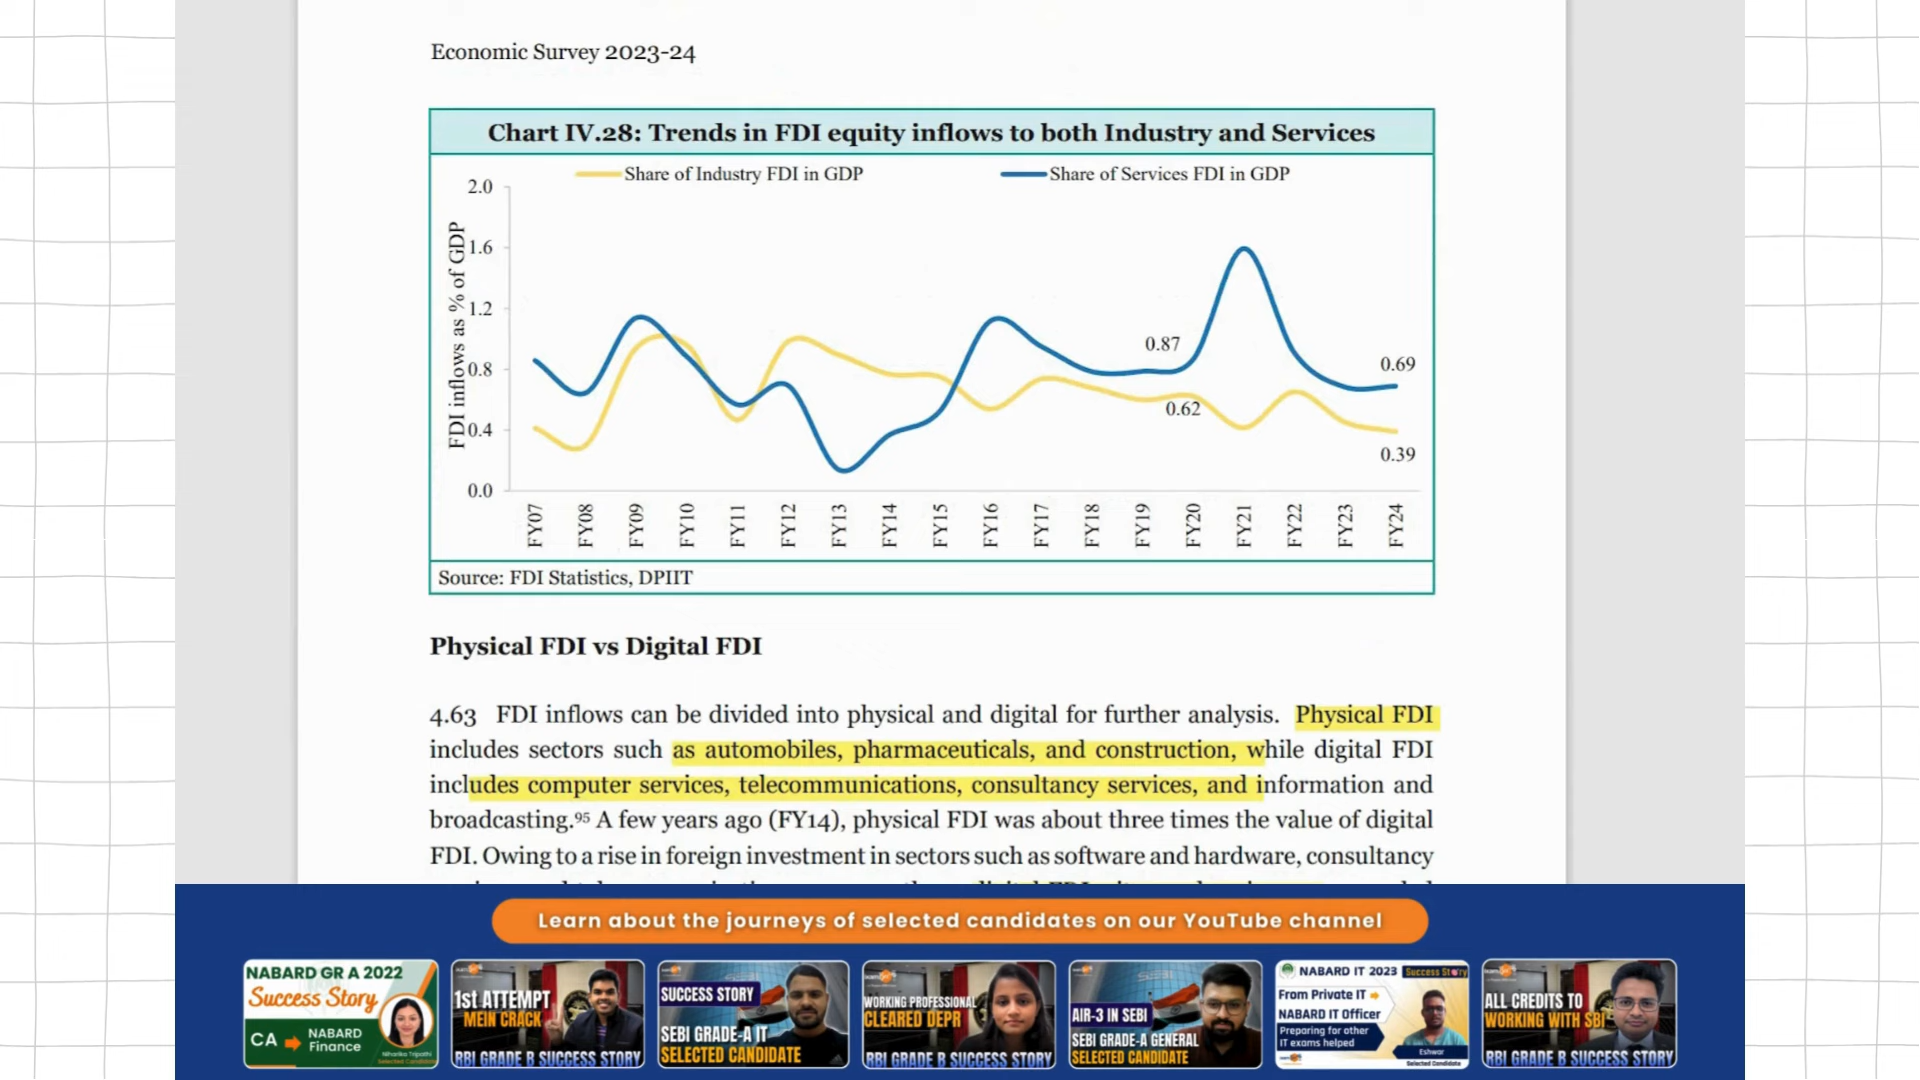 Economic Survey 2023-24
Chart IV.28: Trends in FDI equity inflows to both Industry and Services
Share of Industry FDI in GDP
Share of Services FDI in GDP
FDI inflows as % of GDP
2.0
1.6
1.2
0.8
0.4
0.0
0.87
0.62
0.69
0.39
FY07 FY08 FY09 FY10 FY11 FY12 FY13 FY14 FY15 FY16 FY17 FY18 FY19 FY20 FY21 FY22 FY23 FY24
Source: FDI Statistics, DPIIT
Physical FDI vs Digital FDI
4.63 FDI inflows can be divided into physical and digital for further analysis. Physical FDI
includes sectors such as automobiles, pharmaceuticals, and construction, while digital FDI
includes computer services, telecommunications, consultancy services, and information and
broadcasting.⁹⁵ A few years ago (FY14), physical FDI was about three times the value of digital
FDI. Owing to a rise in foreign investment in sectors such as software and hardware, consultancy
Learn about the journeys of selected candidates on our YouTube channel
NABARD GR A 2022
Success Story
CA
NABARD
Finance
Niharika Tripathi
Selected Candidate
1st ATTEMPT
MEIN CRACK
RBI GRADE B SUCCESS STORY
SUCCESS STORY
SEBI GRADE-A IT
SELECTED CANDIDATE
WORKING PROFESSIONAL
CLEARED DEPR
RBI GRADE B SUCCESS STORY
AIR-3 IN SEBI
SEBI GRADE-A GENERAL
SELECTED CANDIDATE
NABARD IT 2023
Success Story
From Private IT
NABARD IT Officer
Preparing for other
IT exams helped
Eshwar
Selected Candidate
ALL CREDITS TO
WORKING WITH SBI
RBI GRADE B SUCCESS STORY